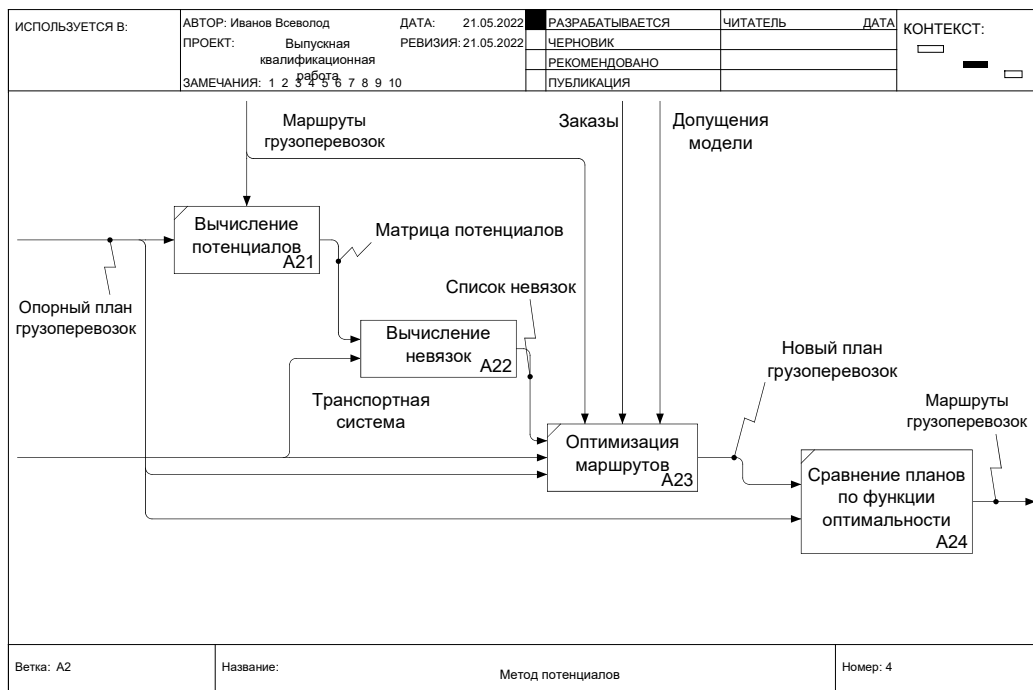 ИСПОЛЬЗУЕТСЯ В:
АВТОР: Иванов Всеволод
ДАТА: 21.05.2022
ПРОЕКТ: Выпускная
квалификационная
работа
РЕВИЗИЯ: 21.05.2022
ЗАМЕЧАНИЯ: 1 2 3 4 5 6 7 8 9 10
РАЗРАБАТЫВАЕТСЯ
ЧЕРНОВИК
РЕКОМЕНДОВАНО
ПУБЛИКАЦИЯ
ЧИТАТЕЛЬ
ДАТА
КОНТЕКСТ:
Маршруты
грузоперевозок
Заказы
Допущения
модели
Вычисление
потенциалов
A21
Матрица потенциалов
Опорный план
грузоперевозок
Список невязок
Вычисление
невязок
A22
Транспортная
система
Новый план
грузоперевозок
Оптимизация
маршрутов
A23
Маршруты
грузоперевозок
Сравнение планов
по функции
оптимальности
A24
Ветка: A2
Название:
Метод потенциалов
Номер: 4